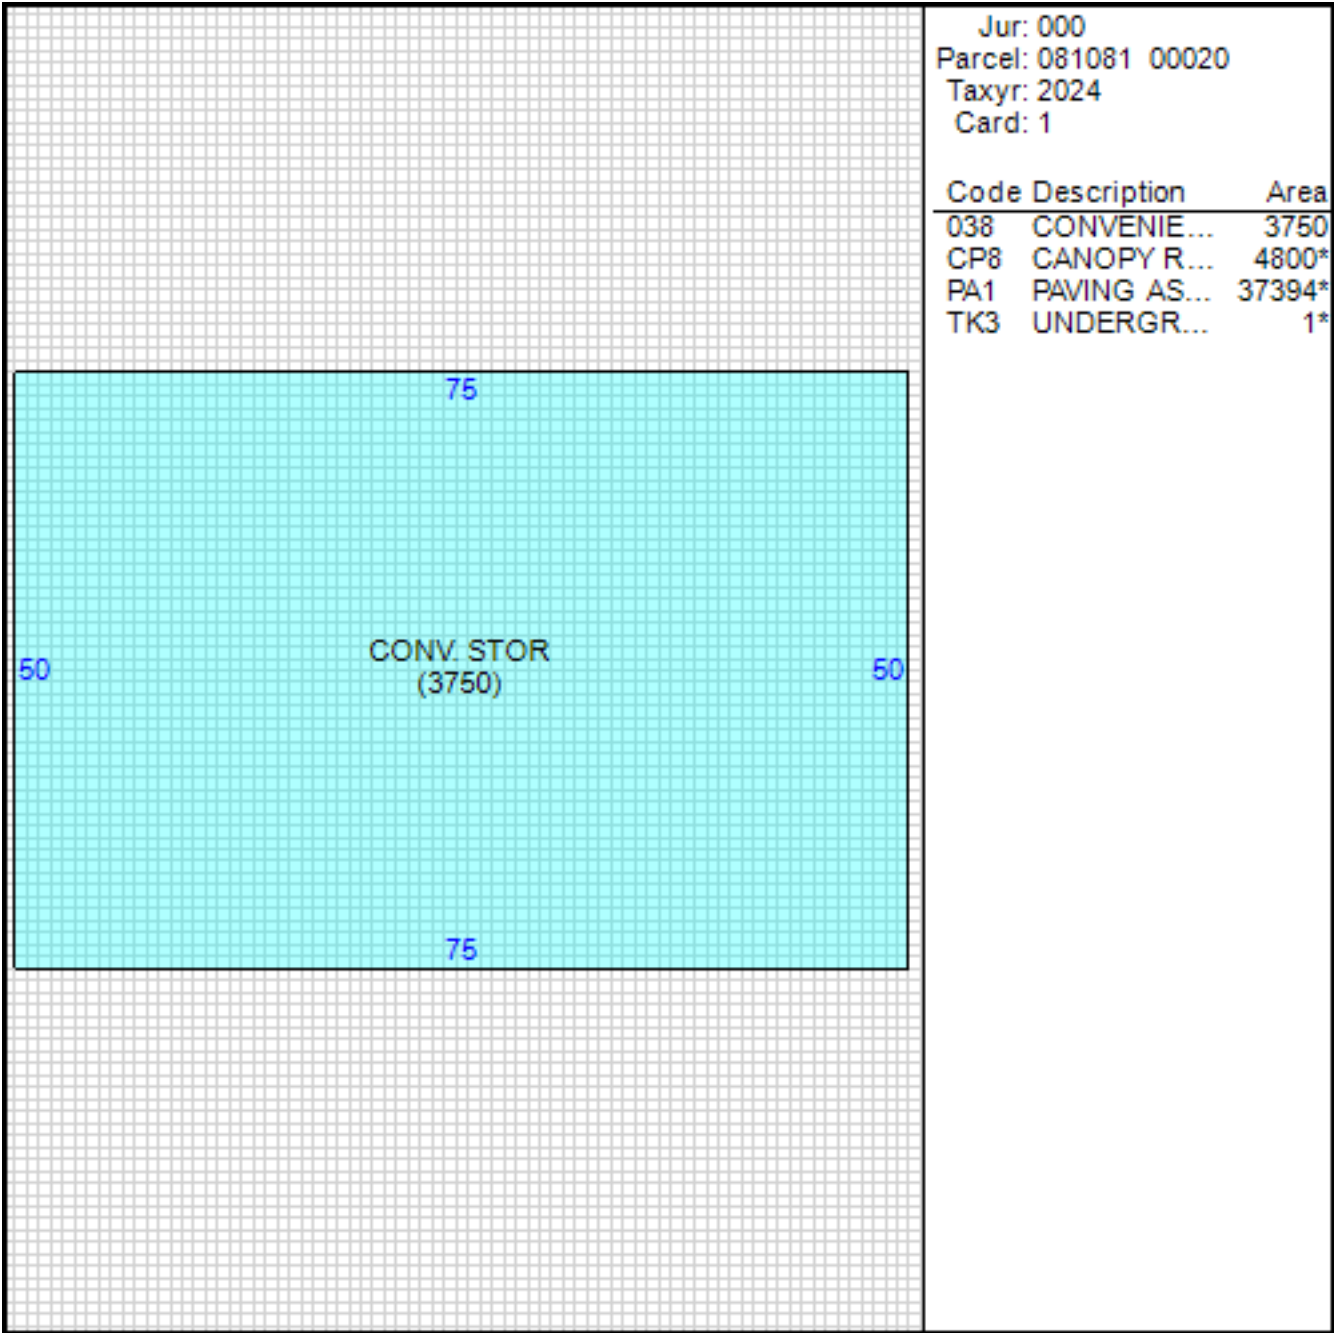 Jur: 000
Parcel: 081081 00020
Taxyr: 2024
Card: 1
Code Description Area
038 CONVENIE... 3750
CP8 CANOPY R... 4800*
PA1 PAVING AS... 37394*
TK3 UNDERGR... 1*
75
CONV. STOR
50 50
(3750)
75